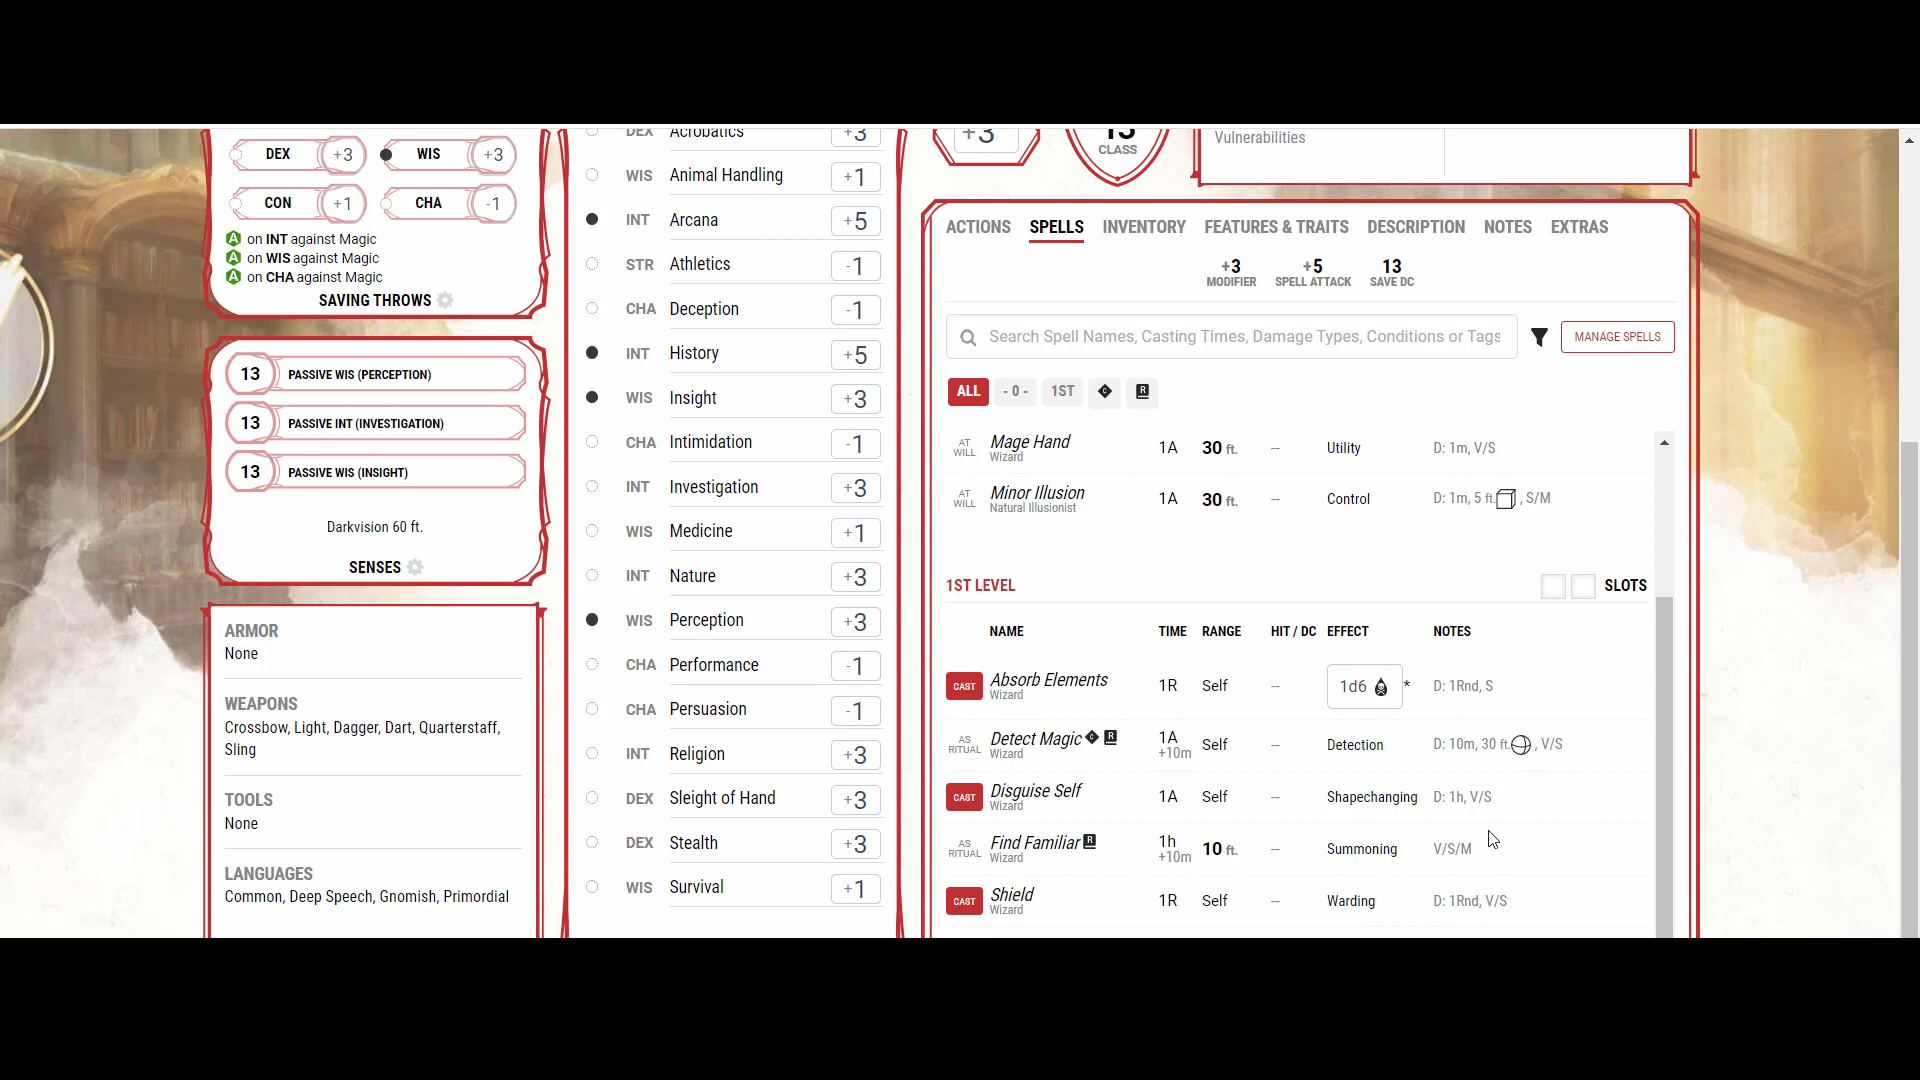 DEX +3 WIS +3
CON +1 CHA -1
A on INT against Magic
A on WIS against Magic
A on CHA against Magic
SAVING THROWS
13 PASSIVE WIS (PERCEPTION)
13 PASSIVE INT (INVESTIGATION)
13 PASSIVE WIS (INSIGHT)
Darkvision 60 ft.
SENSES
ARMOR
None
WEAPONS
Crossbow, Light, Dagger, Dart, Quarterstaff,
Sling
TOOLS
None
LANGUAGES
Common, Deep Speech, Gnomish, Primordial
DEX Acrobatics +3
WIS Animal Handling +1
INT Arcana +5
STR Athletics -1
CHA Deception -1
INT History +5
WIS Insight +3
CHA Intimidation -1
INT Investigation +3
WIS Medicine +1
INT Nature +3
WIS Perception +3
CHA Performance -1
CHA Persuasion -1
INT Religion +3
DEX Sleight of Hand +3
DEX Stealth +3
WIS Survival +1
+3
13
CLASS
Vulnerabilities
ACTIONS SPELLS INVENTORY FEATURES & TRAITS DESCRIPTION NOTES EXTRAS
+3 +5 13
MODIFIER SPELL ATTACK SAVE DC
Search Spell Names, Casting Times, Damage Types, Conditions or Tags
MANAGE SPELLS
ALL - 0 - 1ST C R
AT WILL Mage Hand 1A 30 ft. -- Utility D: 1m, V/S
Wizard
AT WILL Minor Illusion 1A 30 ft. -- Control D: 1m, 5 ft. , S/M
Natural Illusionist
1ST LEVEL SLOTS
NAME TIME RANGE HIT / DC EFFECT NOTES
CAST Absorb Elements 1R Self -- 1d6 * D: 1Rnd, S
Wizard
AS RITUAL Detect Magic C R 1A Self -- Detection D: 10m, 30 ft. , V/S
Wizard +10m
CAST Disguise Self 1A Self -- Shapechanging D: 1h, V/S
Wizard
AS RITUAL Find Familiar R 1h 10 ft. -- Summoning V/S/M
Wizard +10m
CAST Shield 1R Self -- Warding D: 1Rnd, V/S
Wizard